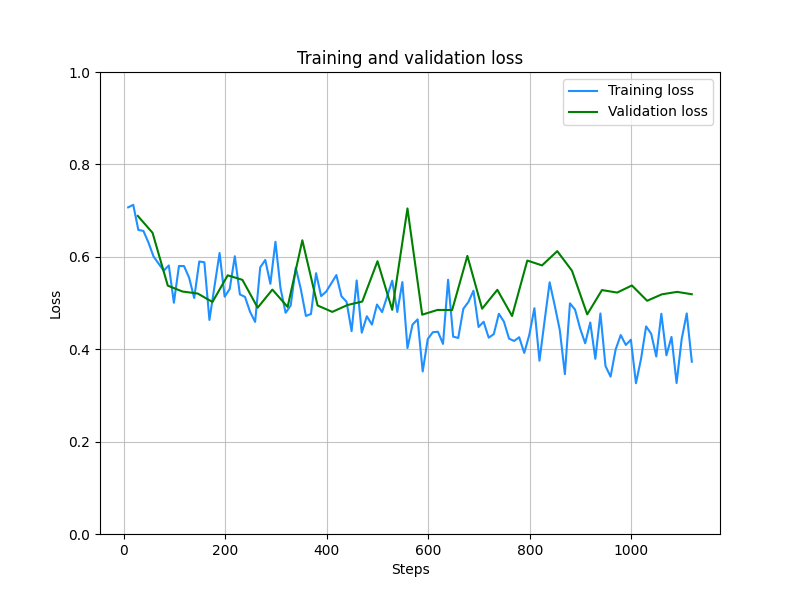 Training and validation loss
Training loss
Validation loss
1.0
0.8
0.6
0.4
0.2
0.0
Loss
0 200 400 600 800 1000
Steps